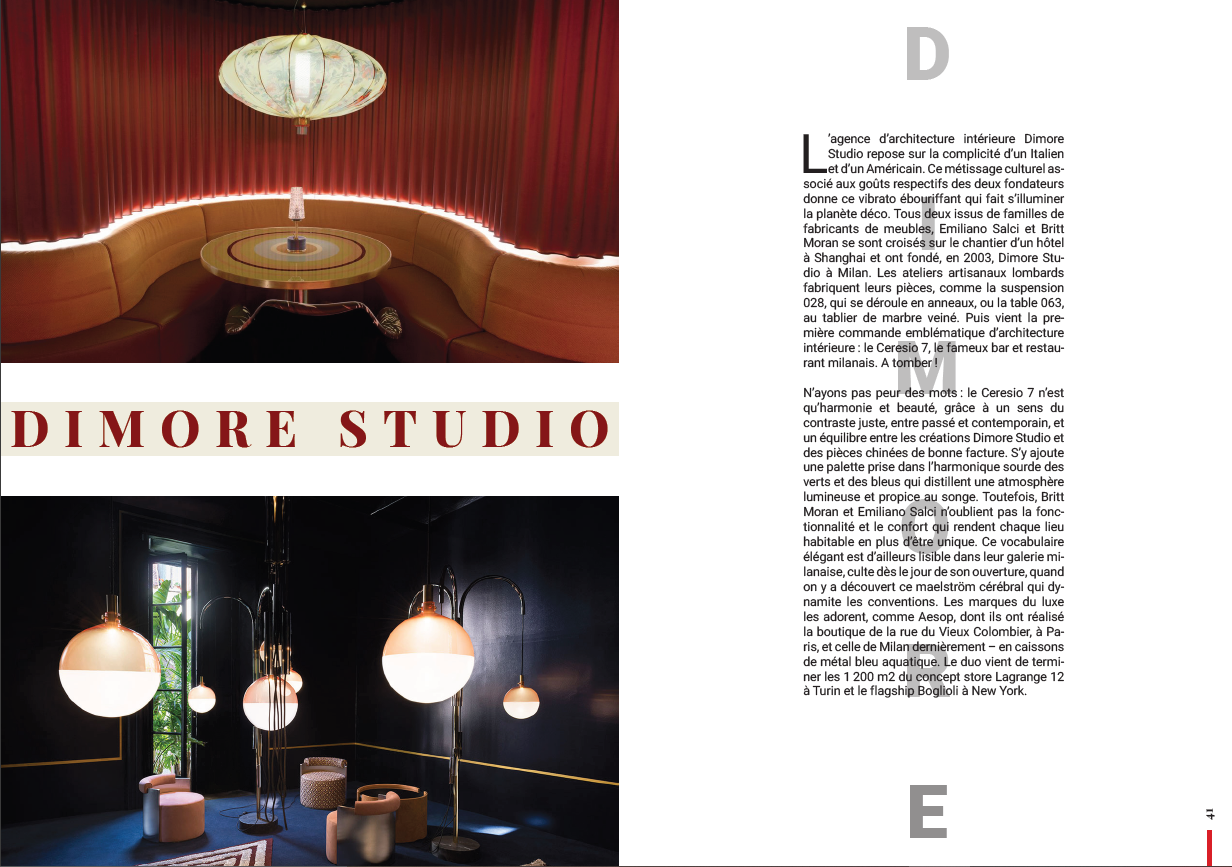 DIMORE STUDIO
D
I
M
O
R
E
L'agence d'architecture intérieure Dimore
Studio repose sur la complicité d'un Italien
et d'un Américain. Ce métissage culturel as-
socié aux goûts respectifs des deux fondateurs
donne ce vibrato ébouriffant qui fait s'illuminer
la planète déco. Tous deux issus de familles de
fabricants de meubles, Emiliano Salci et Britt
Moran se sont croisés sur le chantier d'un hôtel
à Shanghai et ont fondé, en 2003, Dimore Stu-
dio à Milan. Les ateliers artisanaux lombards
fabriquent leurs pièces, comme la suspension
028, qui se déroule en anneaux, ou la table 063,
au tablier de marbre veiné. Puis vient la pre-
mière commande emblématique d'architecture
intérieure : le Ceresio 7, le fameux bar et restau-
rant milanais. A tomber !
N'ayons pas peur des mots : le Ceresio 7 n'est
qu'harmonie et beauté, grâce à un sens du
contraste juste, entre passé et contemporain, et
un équilibre entre les créations Dimore Studio et
des pièces chinées de bonne facture. S'y ajoute
une palette prise dans l'harmonique sourde des
verts et des bleus qui distillent une atmosphère
lumineuse et propice au songe. Toutefois, Britt
Moran et Emiliano Salci n'oublient pas la fonc-
tionnalité et le confort qui rendent chaque lieu
habitable en plus d'être unique. Ce vocabulaire
élégant est d'ailleurs lisible dans leur galerie mi-
lanaise, culte dès le jour de son ouverture, quand
on y a découvert ce maelström cérébral qui dy-
namite les conventions. Les marques du luxe
les adorent, comme Aesop, dont ils ont réalisé
la boutique de la rue du Vieux Colombier, à Pa-
ris, et celle de Milan dernièrement – en caissons
de métal bleu aquatique. Le duo vient de termi-
ner les 1 200 m2 du concept store Lagrange 12
à Turin et le flagship Boglioli à New York.
41